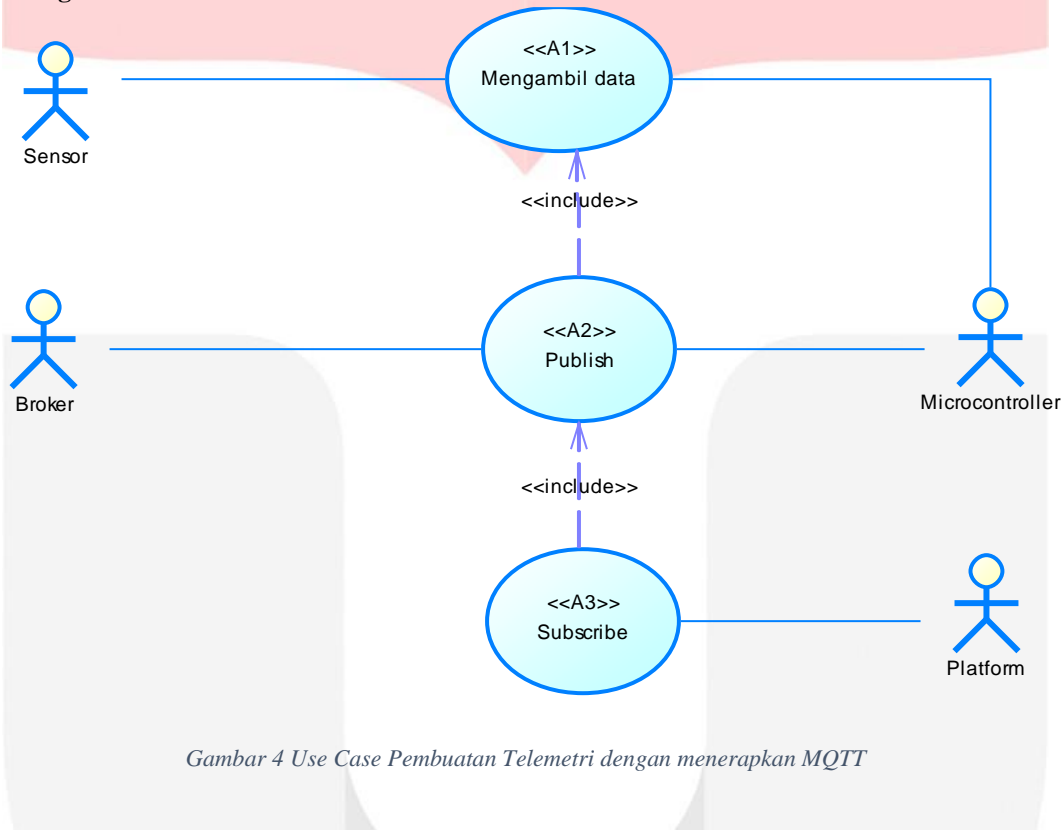 <<A1>>
Mengambil data
Sensor
<<include>>
<<A2>>
Publish
Broker
Microcontroller
<<include>>
<<A3>>
Subscribe
Platform
Gambar 4 Use Case Pembuatan Telemetri dengan menerapkan MQTT